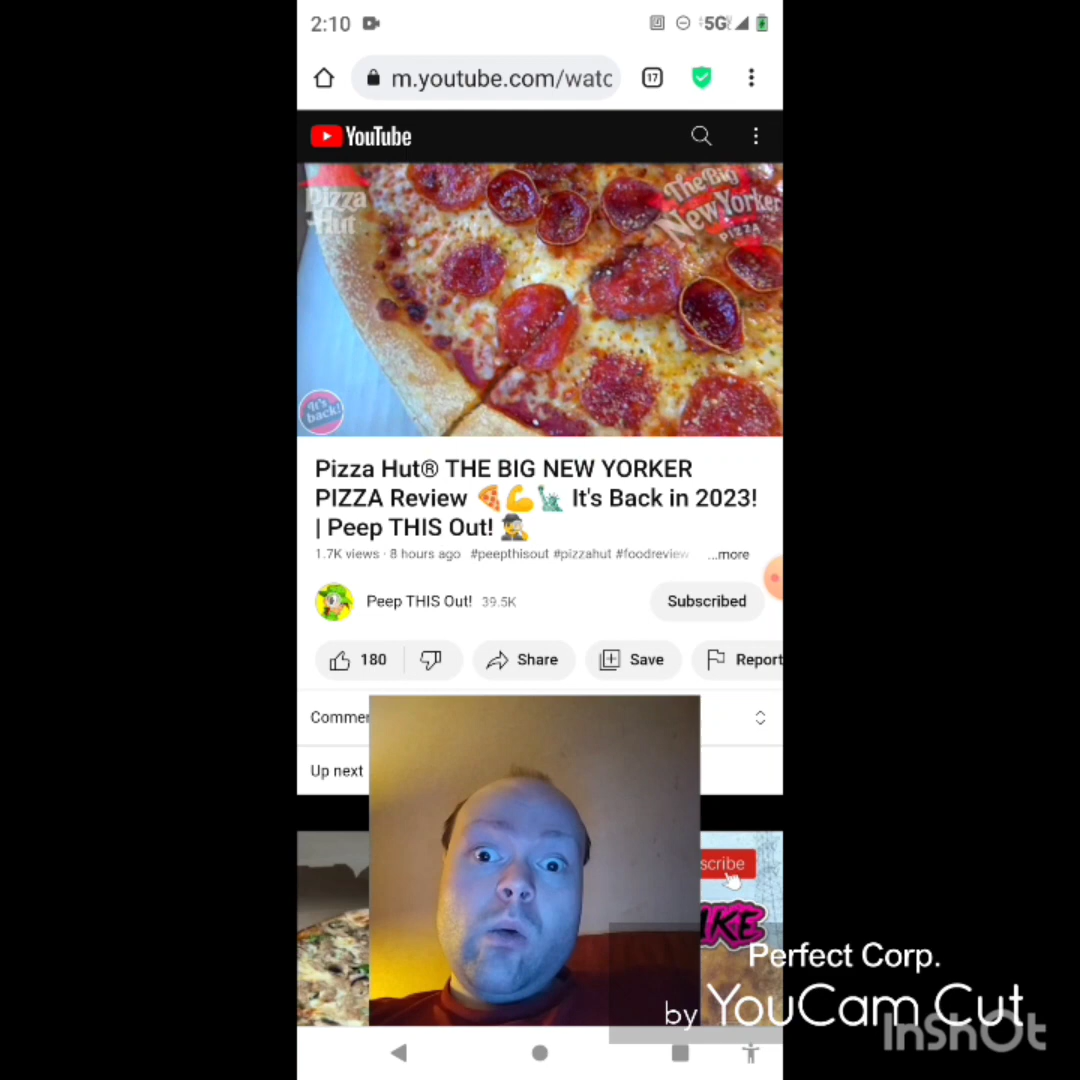 2:10
5G
m.youtube.com/watc
17
YouTube
Pizza
Hut
The Big
New Yorker
PIZZA
It's
back!
Pizza Hut® THE BIG NEW YORKER
PIZZA Review 🍕💪🗽 It's Back in 2023!
| Peep THIS Out! 🕵️
1.7K views · 8 hours ago #peepthisout #pizzahut #foodreview ...more
Peep THIS Out! 39.5K
Subscribed
180
Share
Save
Report
Commen
Up next
scribe
IKE
Perfect Corp.
by YouCam Cut
InShOt